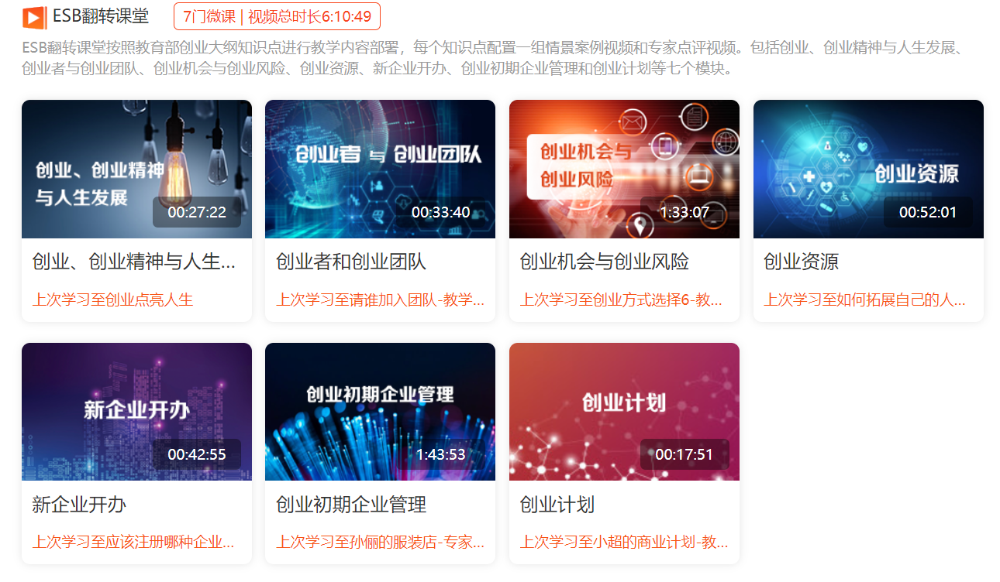 ESB翻转课堂
7门微课 | 视频总时长6:10:49
ESB翻转课堂按照教育部创业大纲知识点进行教学内容部署，每个知识点配置一组情景案例视频和专家点评视频。包括创业、创业精神与人生发展、
创业者与创业团队、创业机会与创业风险、创业资源、新企业开办、创业初期企业管理和创业计划等七个模块。
创业、创业精神
与人生发展
00:27:22
创业、创业精神与人生...
上次学习至创业点亮人生
创业者与创业团队
00:33:40
创业者和创业团队
上次学习至请谁加入团队-教学...
创业机会与
创业风险
1:33:07
创业机会与创业风险
上次学习至创业方式选择6-教...
创业资源
00:52:01
创业资源
上次学习至如何拓展自己的人...
新企业开办
00:42:55
新企业开办
上次学习至应该注册哪种企业...
创业初期企业管理
1:43:53
创业初期企业管理
上次学习至孙俪的服装店-专家...
创业计划
00:17:51
创业计划
上次学习至小超的商业计划-教...